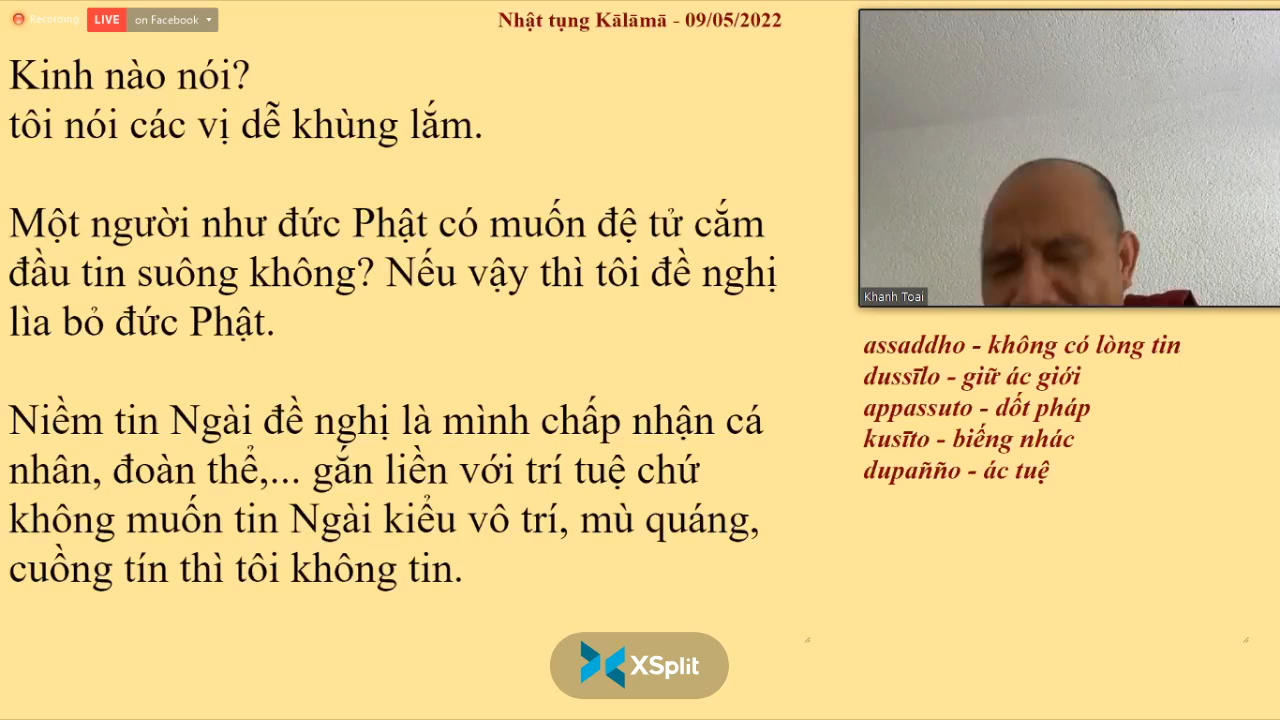 Recording
LIVE on Facebook
Nhật tụng Kālāmā - 09/05/2022
Kinh nào nói?
tôi nói các vị dễ khùng lắm.
Một người như đức Phật có muốn đệ tử cắm
đầu tin suông không? Nếu vậy thì tôi đề nghị
lìa bỏ đức Phật.
Niềm tin Ngài đề nghị là mình chấp nhận cá
nhân, đoàn thể,... gắn liền với trí tuệ chứ
không muốn tin Ngài kiểu vô trí, mù quáng,
cuồng tín thì tôi không tin.
Khanh Toai
assaddho - không có lòng tin
dussīlo - giữ ác giới
appassuto - dốt pháp
kusīto - biếng nhác
dupañño - ác tuệ
XSplit